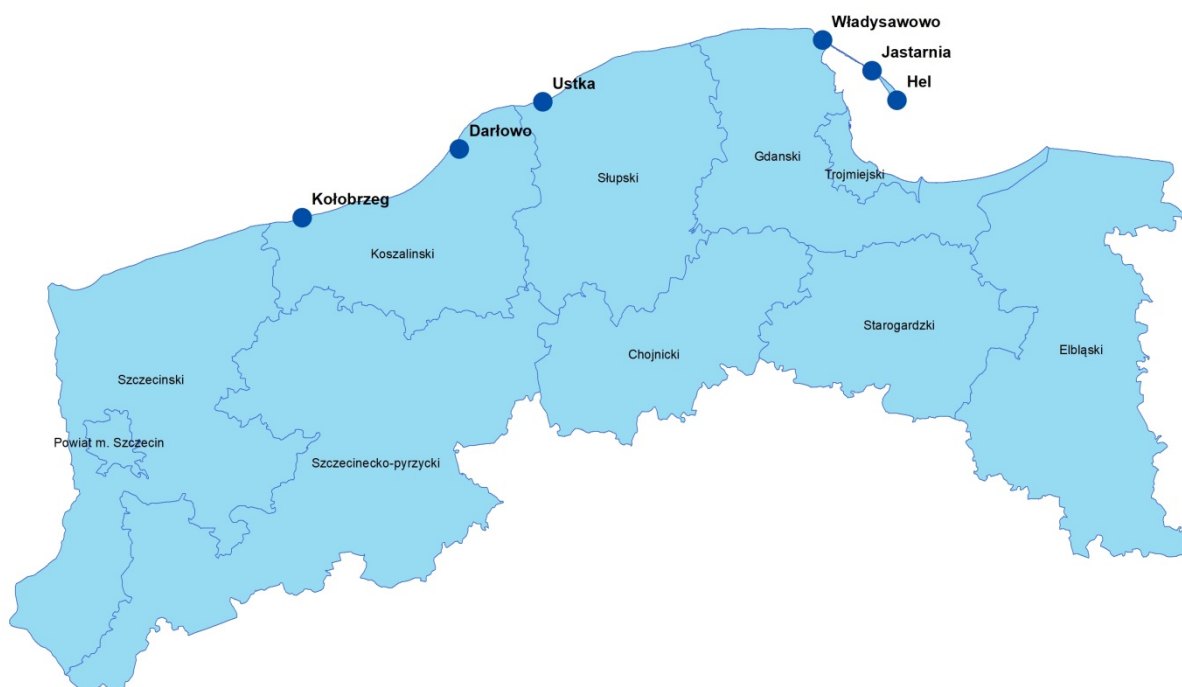 Władysawowo
Jastarnia
Hel
Ustka
Darłowo
Gdanski
Trojmiejski
Słupski
Kołobrzeg
Koszalinski
Starogardzki
Elbląski
Chojnicki
Szczecinski
Powiat m. Szczecin
Szczecinecko-pyrzycki